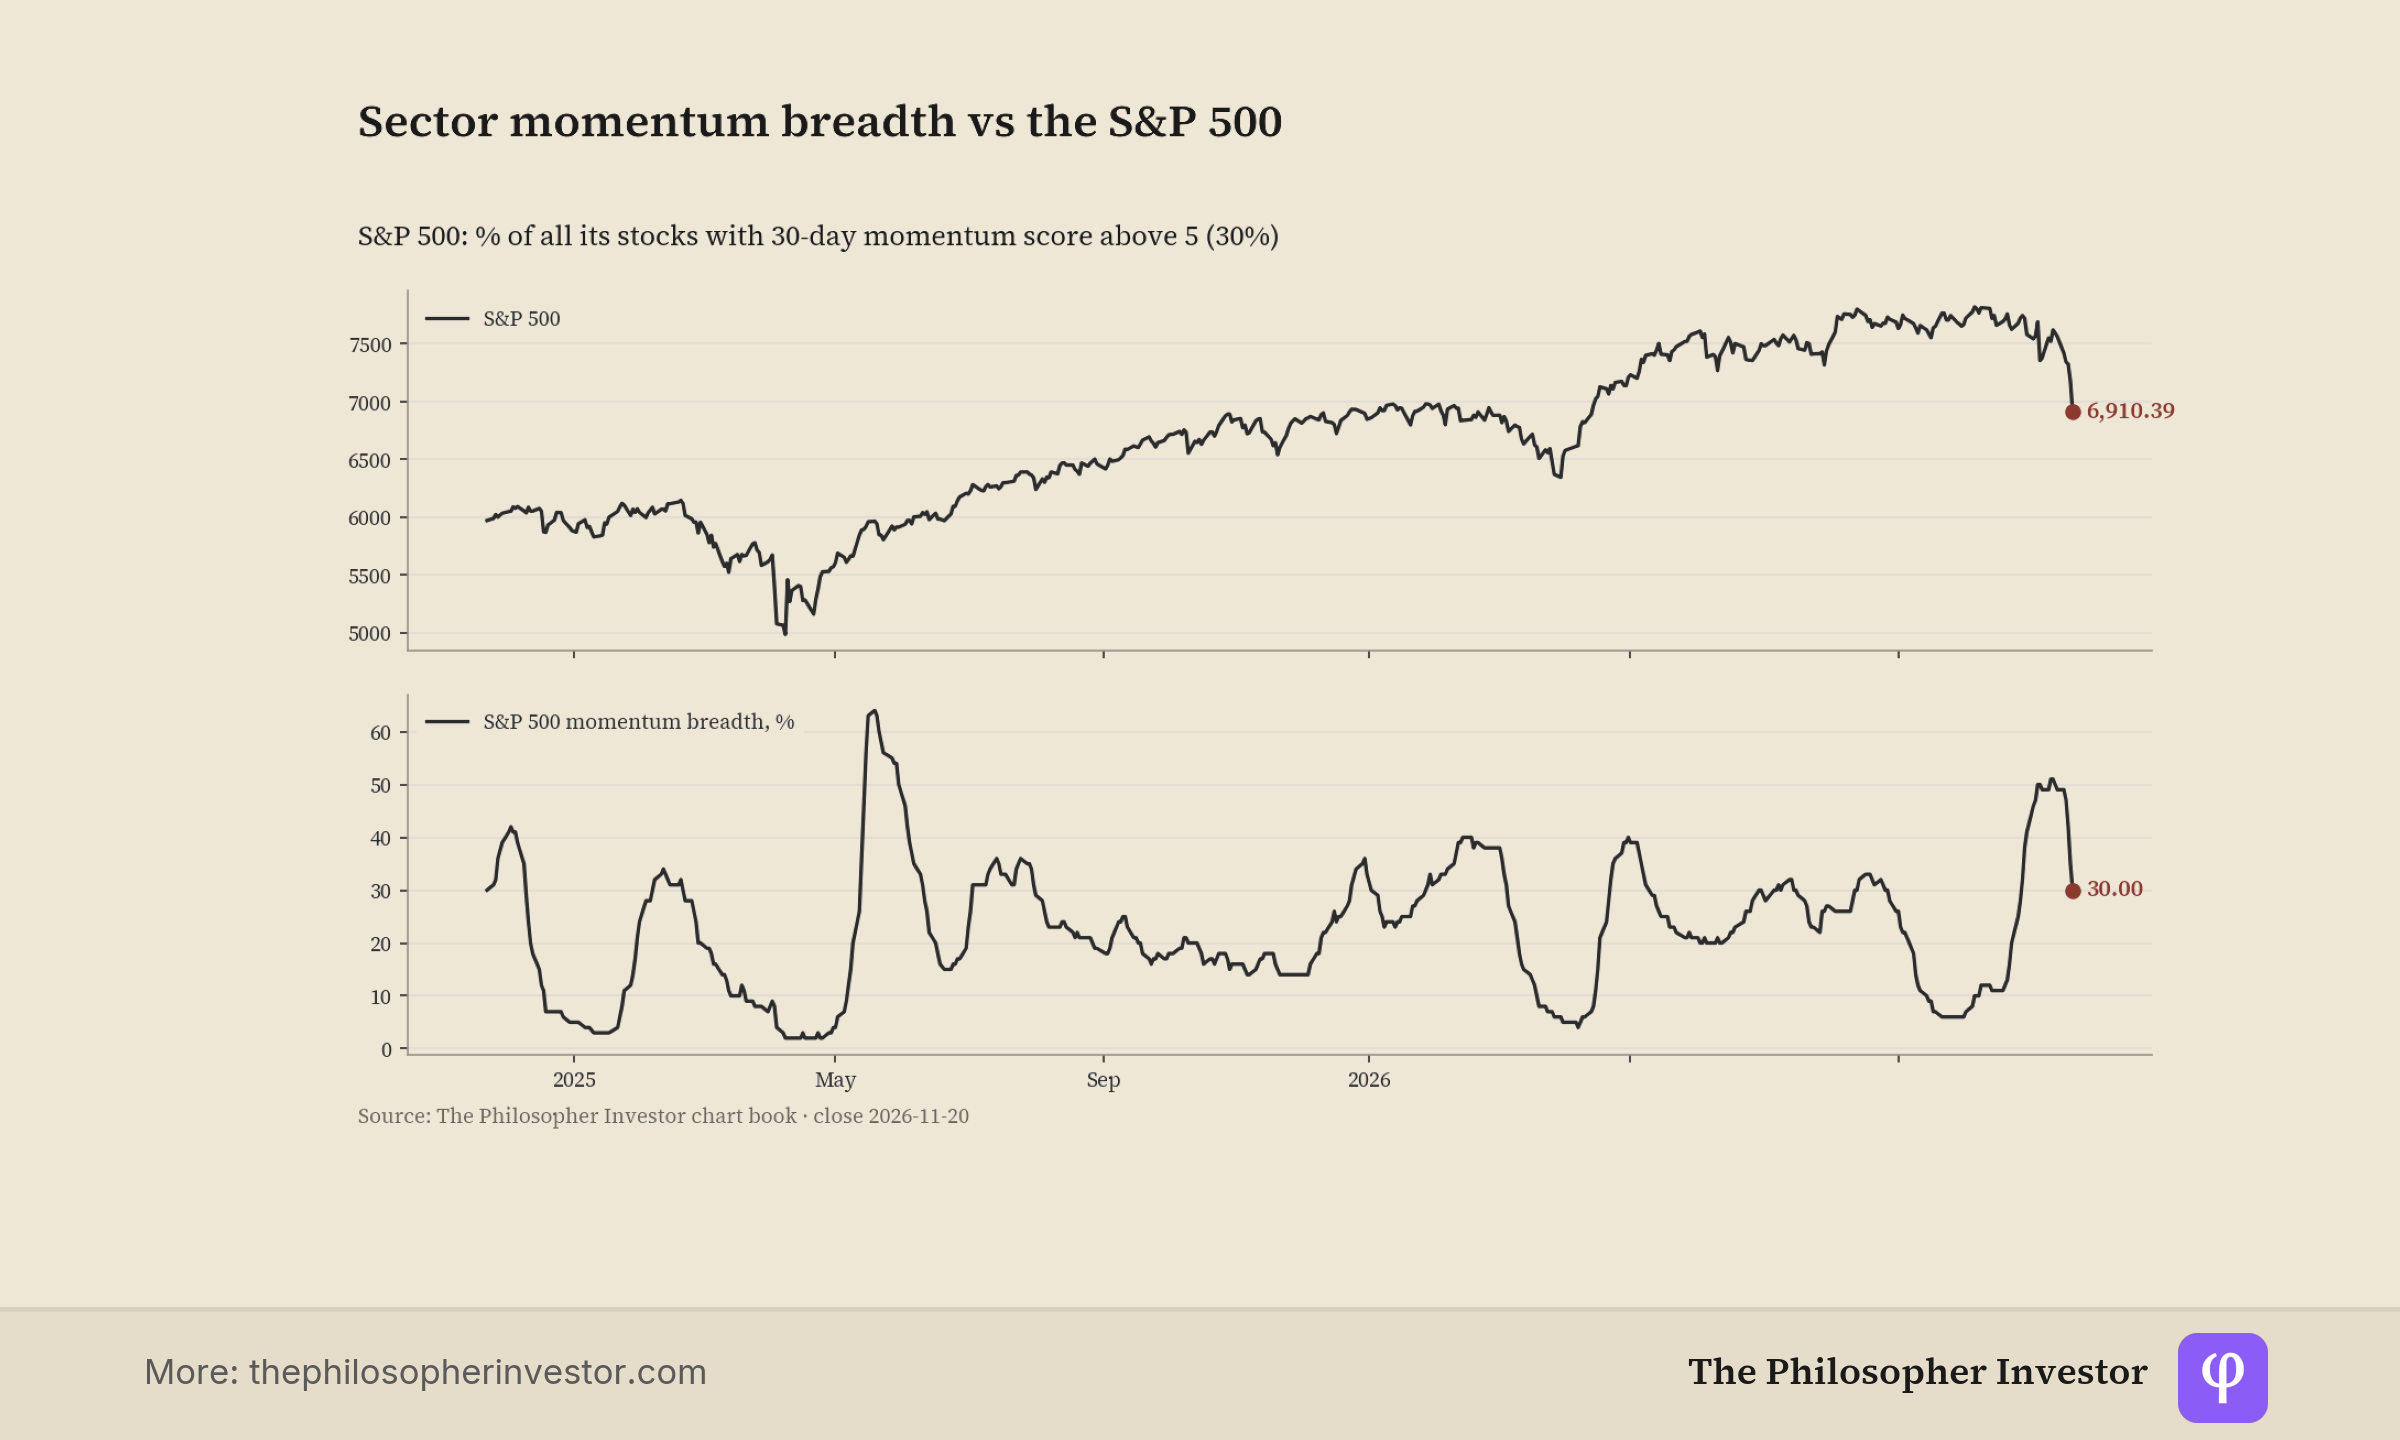 Sector momentum breadth vs the S&P 500
S&P 500: % of all its stocks with 30-day momentum score above 5 (30%)
S&P 500
7500
7000
6500
6000
5500
5000
6,910.39
S&P 500 momentum breadth, %
60
50
40
30
20
10
0
30.00
2025 May Sep 2026
Source: The Philosopher Investor chart book · close 2026-11-20
More: thephilosopherinvestor.com
The Philosopher Investor φ